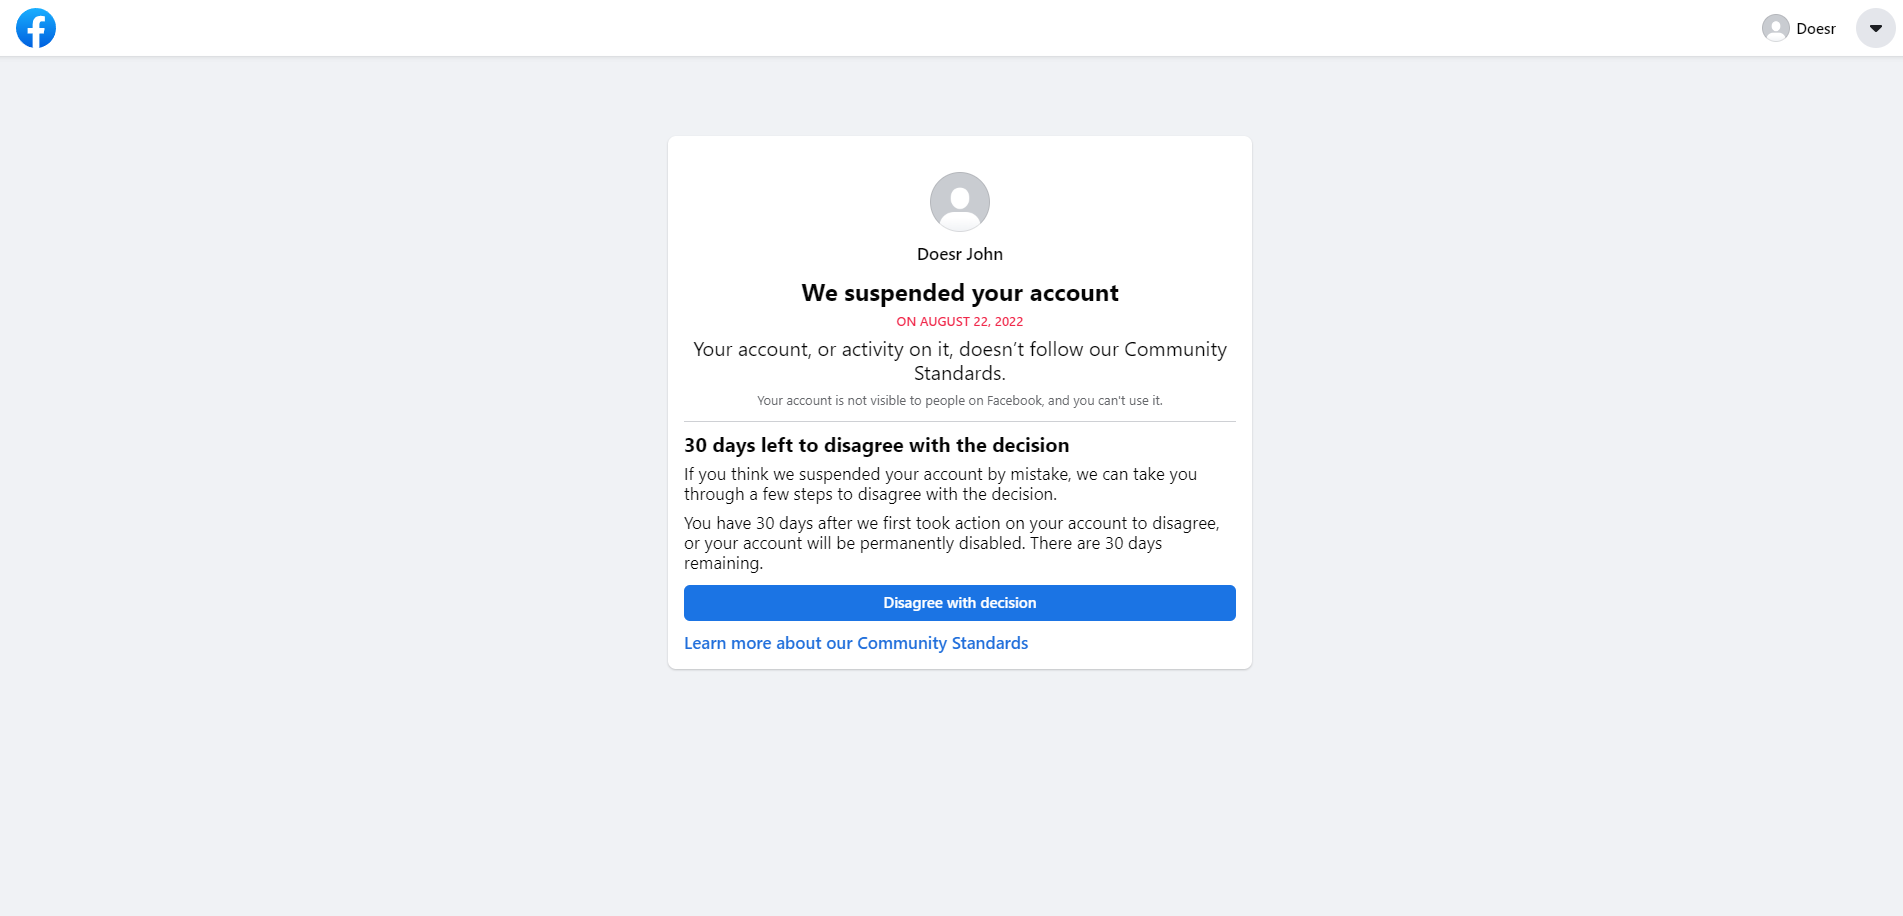 Doesr
Doesr John
We suspended your account
ON AUGUST 22, 2022
Your account, or activity on it, doesn’t follow our Community
Standards.
Your account is not visible to people on Facebook, and you can’t use it.
30 days left to disagree with the decision
If you think we suspended your account by mistake, we can take you
through a few steps to disagree with the decision.
You have 30 days after we first took action on your account to disagree,
or your account will be permanently disabled. There are 30 days
remaining.
Disagree with decision
Learn more about our Community Standards